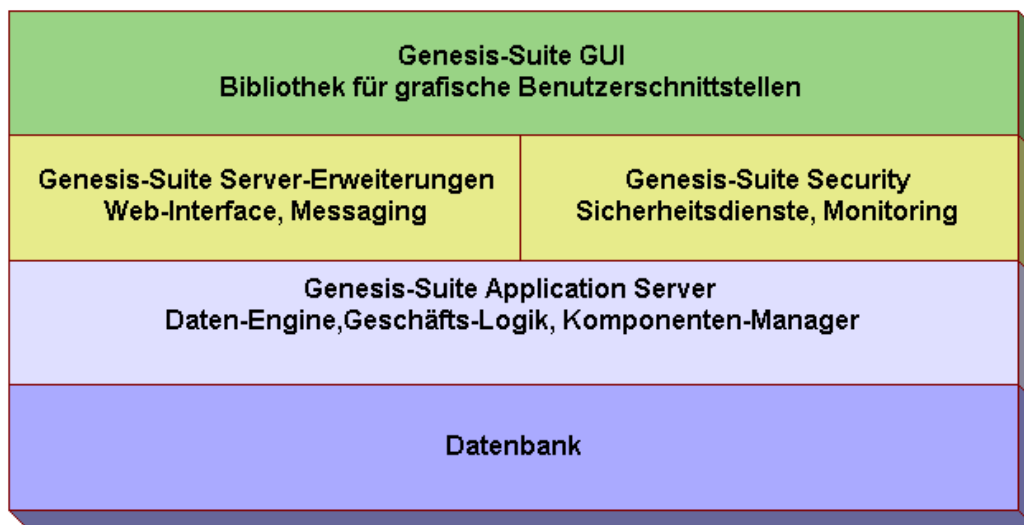 Genesis-Suite GUI
Bibliothek für grafische Benutzerschnittstellen
Genesis-Suite Server-Erweiterungen
Web-Interface, Messaging
Genesis-Suite Security
Sicherheitsdienste, Monitoring
Genesis-Suite Application Server
Daten-Engine,Geschäfts-Logik, Komponenten-Manager
Datenbank